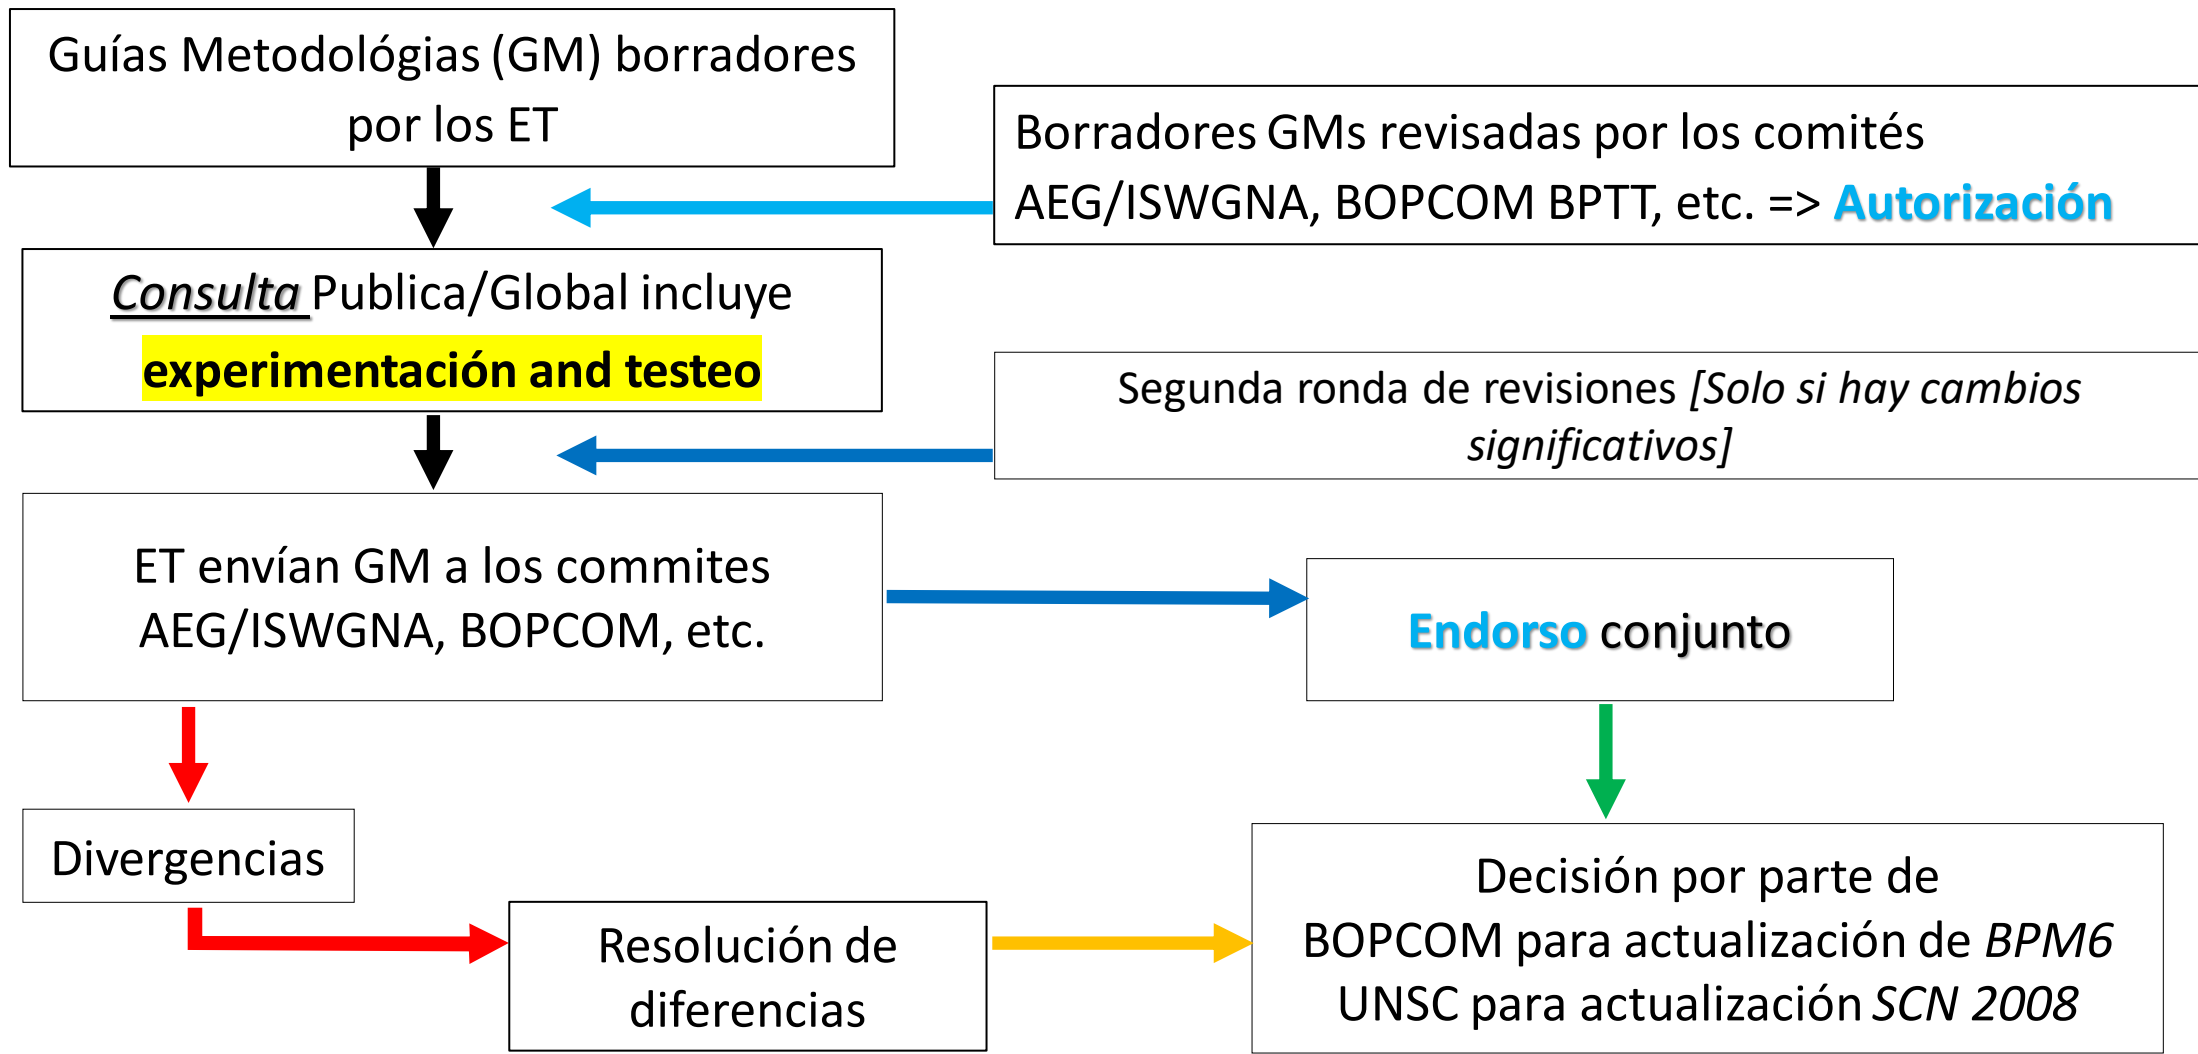 Guías Metodológias (GM) borradores
por los ET
Borradores GMs revisadas por los comités
AEG/ISWGNA, BOPCOM BPTT, etc. => Autorización
Consulta Publica/Global incluye
experimentación and testeo
Segunda ronda de revisiones [Solo si hay cambios
significativos]
ET envían GM a los commites
AEG/ISWGNA, BOPCOM, etc.
Endorso conjunto
Divergencias
Resolución de
diferencias
Decisión por parte de
BOPCOM para actualización de BPM6
UNSC para actualización SCN 2008